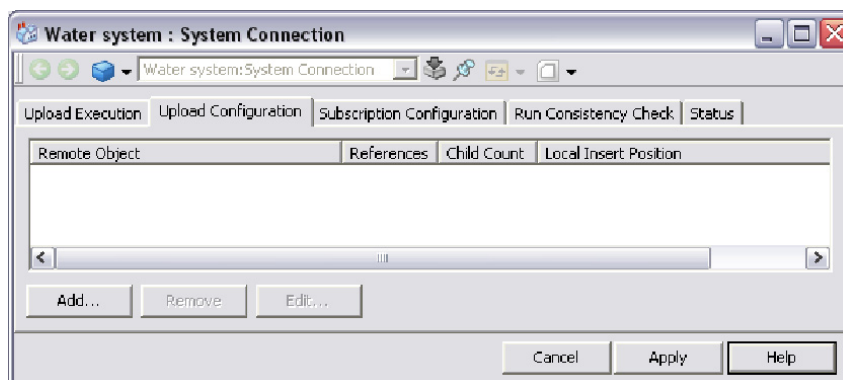 Water system : System Connection
Water system:System Connection
Upload Execution Upload Configuration Subscription Configuration Run Consistency Check Status
Remote Object References Child Count Local Insert Position
Add... Remove Edit...
Cancel Apply Help